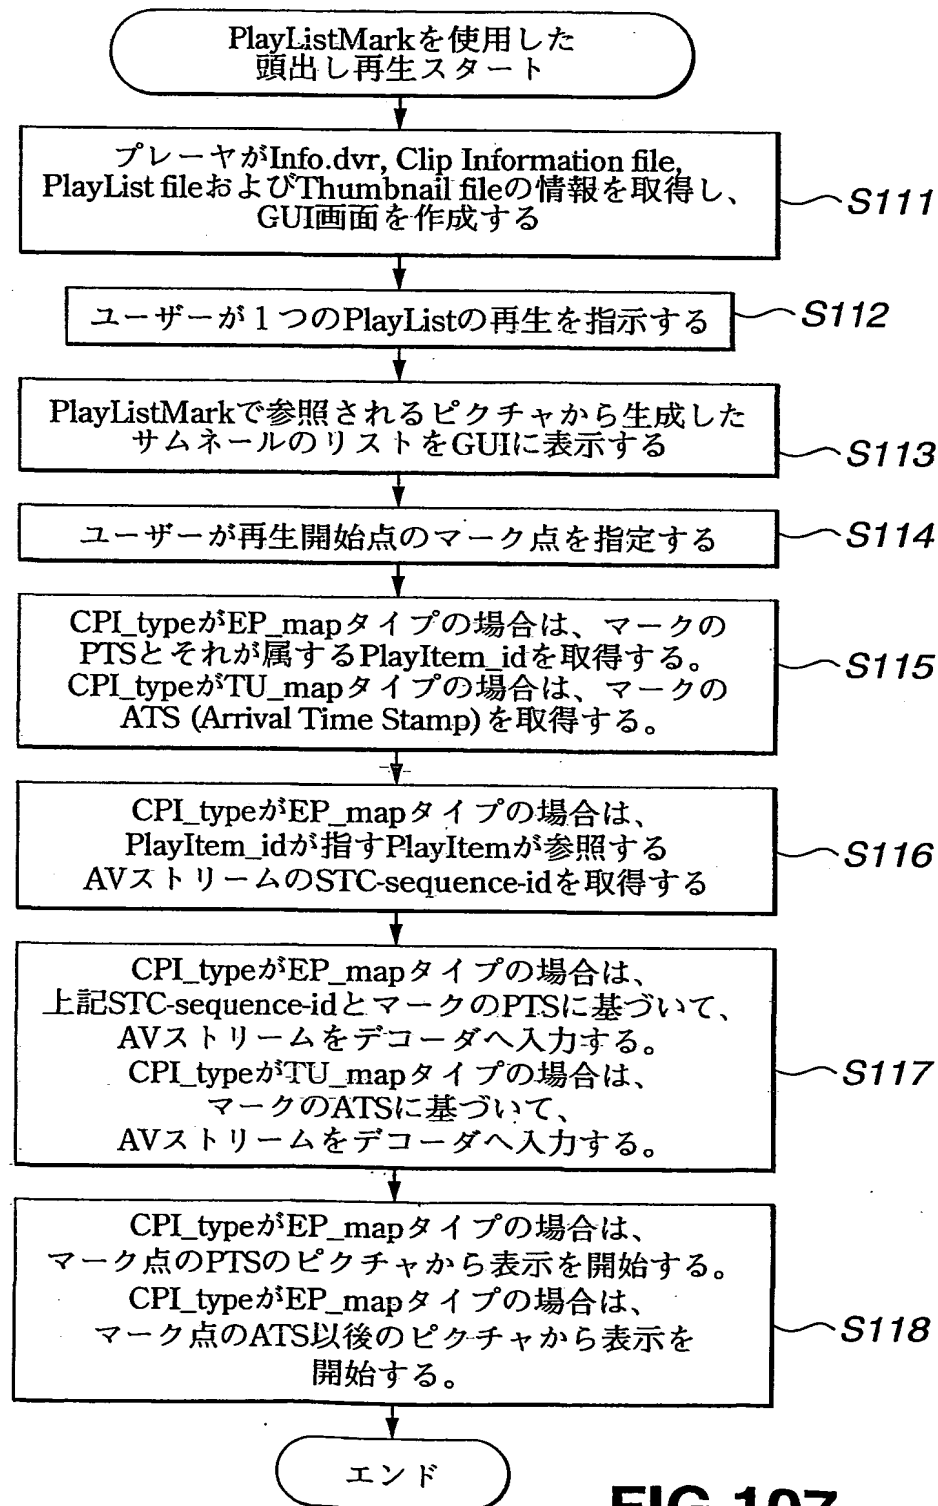 PlayListMarkを使用した
頭出し再生スタート
プレーヤがInfo.dvr, Clip Information file,
PlayList fileおよびThumbnail fileの情報を取得し、
GUI画面を作成する
S111
ユーザーが1つのPlayListの再生を指示する
S112
PlayListMarkで参照されるピクチャから生成した
サムネールのリストをGUIに表示する
S113
ユーザーが再生開始点のマーク点を指定する
S114
CPI_typeがEP_mapタイプの場合は、マークの
PTSとそれが属するPlayItem_idを取得する。
CPI_typeがTU_mapタイプの場合は、マークの
ATS (Arrival Time Stamp)を取得する。
S115
CPI_typeがEP_mapタイプの場合は、
PlayItem_idが指すPlayItemが参照する
AVストリームのSTC-sequence-idを取得する
S116
CPI_typeがEP_mapタイプの場合は、
上記STC-sequence-idとマークのPTSに基づいて、
AVストリームをデコーダへ入力する。
CPI_typeがTU_mapタイプの場合は、
マークのATSに基づいて、
AVストリームをデコーダへ入力する。
S117
CPI_typeがEP_mapタイプの場合は、
マーク点のPTSのピクチャから表示を開始する。
CPI_typeがEP_mapタイプの場合は、
マーク点のATS以後のピクチャから表示を
開始する。
S118
エンド
FIG.107